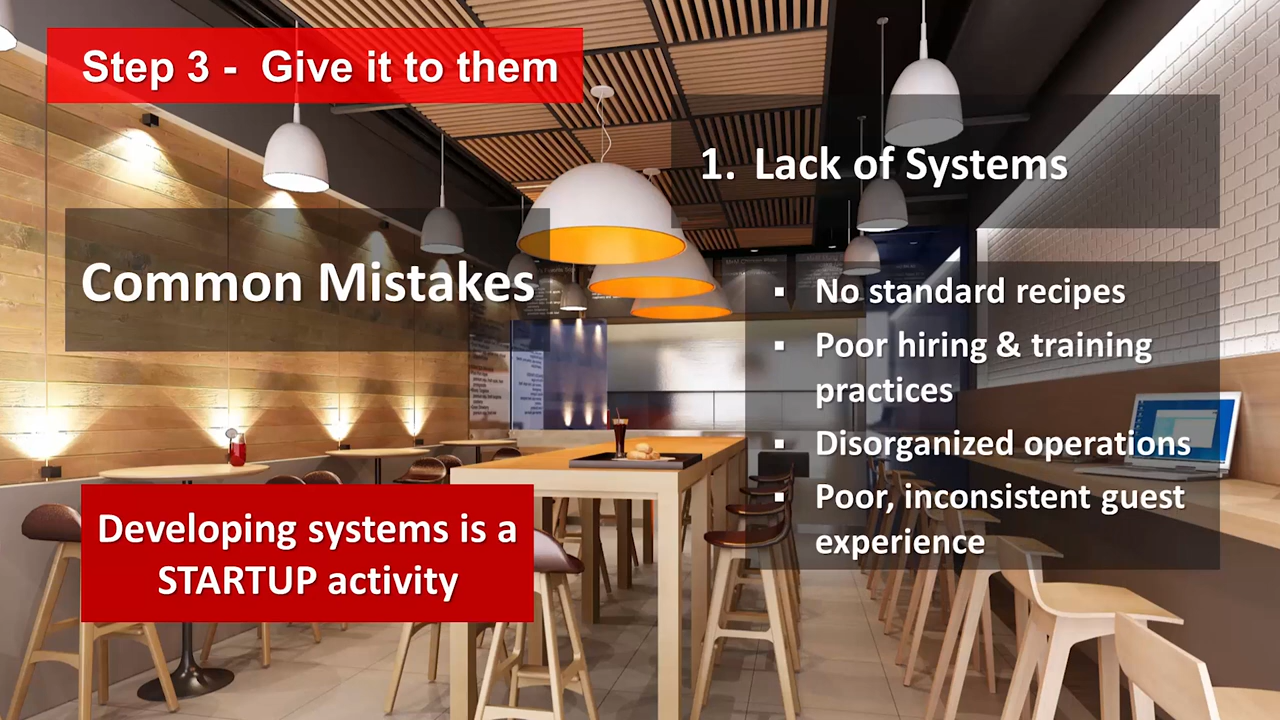 Step 3 -  Give it to them
Common Mistakes
Developing systems is a
STARTUP activity
1. Lack of Systems
▪ No standard recipes
▪ Poor hiring & training
practices
▪ Disorganized operations
▪ Poor, inconsistent guest
experience